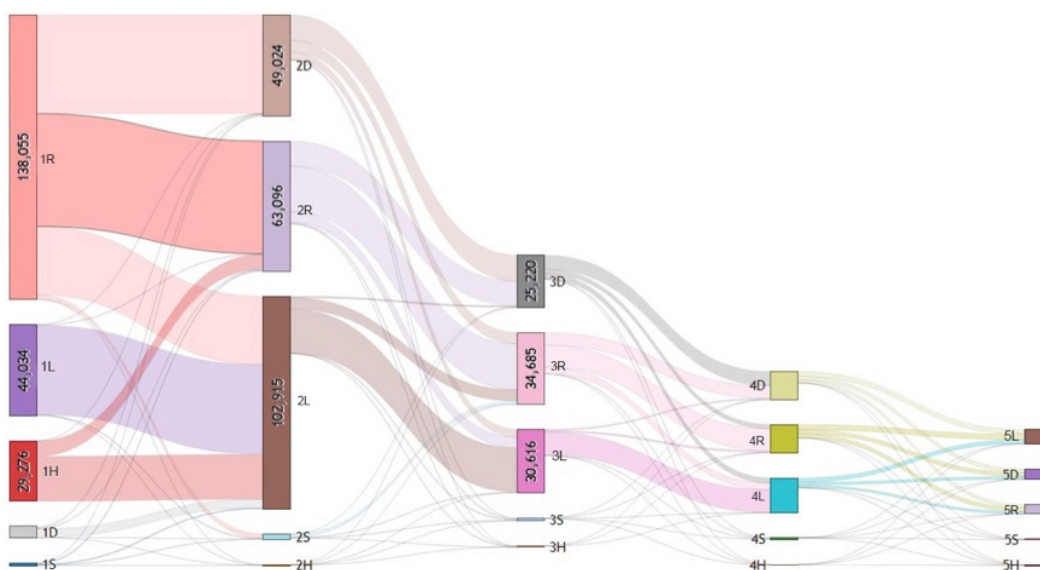 138,055
1R
44,034
1L
29,276
1H
1D
1S
49,024
2D
63,096
2R
102,915
2L
2S
2H
25,220
3D
34,685
3R
30,616
3L
3S
3H
4D
4R
4L
4S
4H
5L
5D
5R
5S
5H